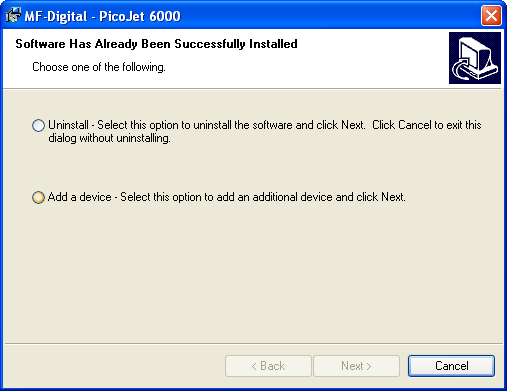 MF-Digital - PicoJet 6000
Software Has Already Been Successfully Installed
Choose one of the following.
Uninstall - Select this option to uninstall the software and click Next.  Click Cancel to exit this
dialog without uninstalling.
Add a device - Select this option to add an additional device and click Next.
< Back
Next >
Cancel